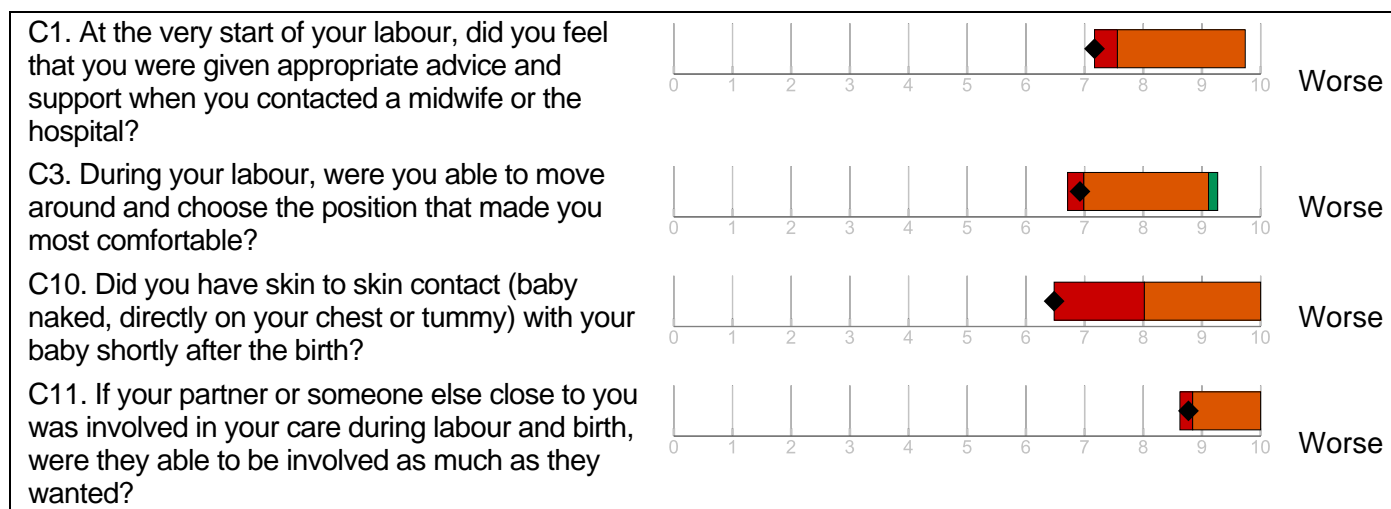 C1. At the very start of your labour, did you feel
that you were given appropriate advice and
support when you contacted a midwife or the
hospital?
0 1 2 3 4 5 6 7 8 9 10
Worse
C3. During your labour, were you able to move
around and choose the position that made you
most comfortable?
0 1 2 3 4 5 6 7 8 9 10
Worse
C10. Did you have skin to skin contact (baby
naked, directly on your chest or tummy) with your
baby shortly after the birth?
0 1 2 3 4 5 6 7 8 9 10
Worse
C11. If your partner or someone else close to you
was involved in your care during labour and birth,
were they able to be involved as much as they
wanted?
0 1 2 3 4 5 6 7 8 9 10
Worse